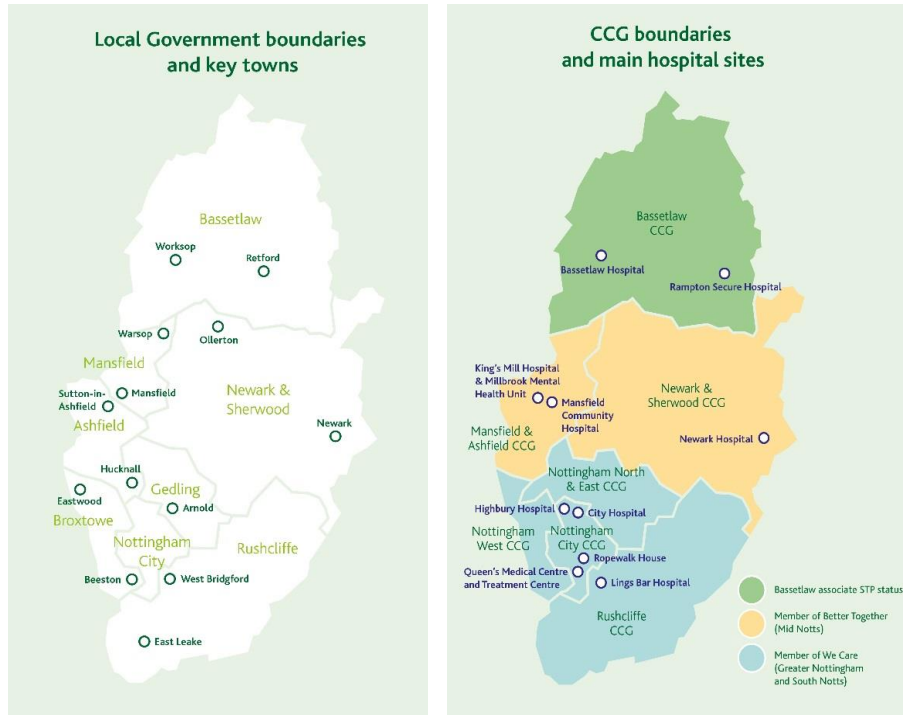 Local Government boundaries
and key towns
Bassetlaw
Worksop
Retford
Warsop
Ollerton
Mansfield
Sutton-in-
Ashfield
Mansfield
Ashfield
Newark &
Sherwood
Newark
Hucknall
Eastwood
Gedling
Arnold
Broxtowe
Nottingham
City
Rushcliffe
Beeston
West Bridgford
East Leake
CCG boundaries
and main hospital sites
Bassetlaw
CCG
Bassetlaw Hospital
Rampton Secure Hospital
King's Mill Hospital
& Millbrook Mental
Health Unit
Mansfield
Community
Hospital
Newark &
Sherwood CCG
Newark Hospital
Mansfield &
Ashfield CCG
Nottingham North
& East CCG
Highbury Hospital
City Hospital
Nottingham
West CCG
Nottingham
City CCG
Ropewalk House
Queen's Medical Centre
and Treatment Centre
Lings Bar Hospital
Rushcliffe
CCG
Bassetlaw associate STP status
Member of Better Together
(Mid Notts)
Member of We Care
(Greater Nottingham
and South Notts)